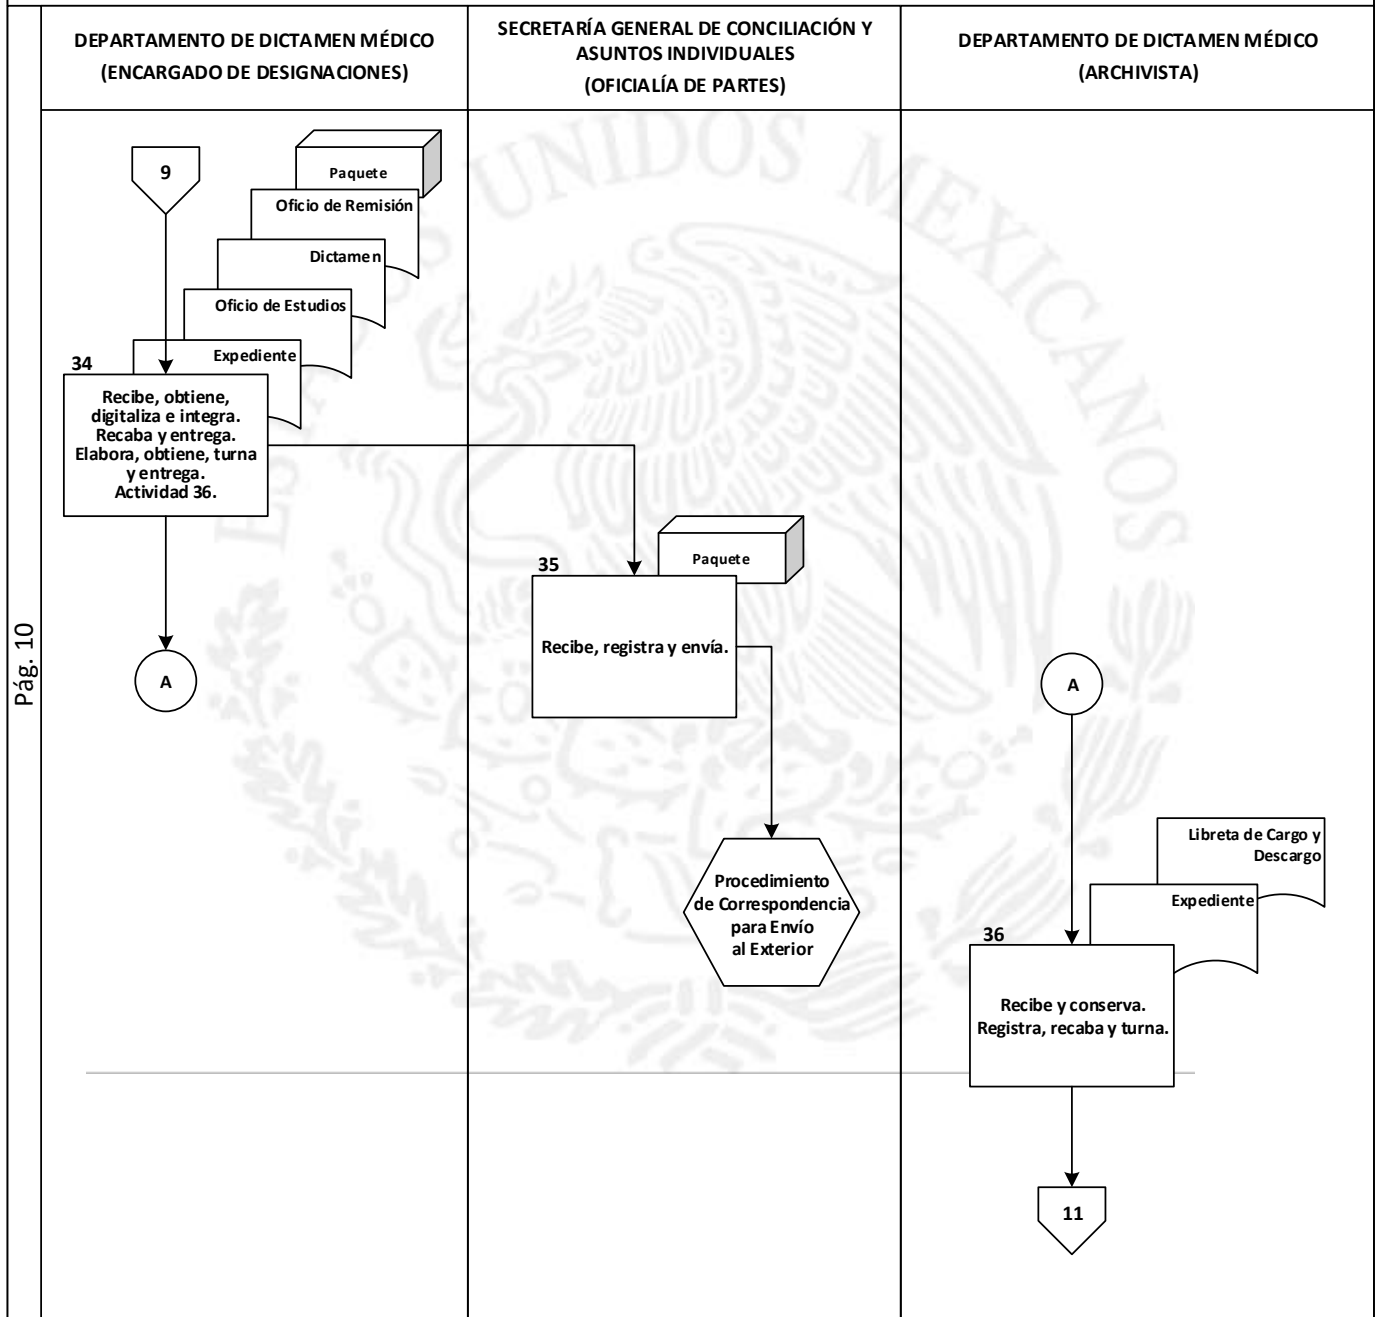 DEPARTAMENTO DE DICTAMEN MÉDICO
(ENCARGADO DE DESIGNACIONES)
SECRETARÍA GENERAL DE CONCILIACIÓN Y
ASUNTOS INDIVIDUALES
(OFICIALÍA DE PARTES)
DEPARTAMENTO DE DICTAMEN MÉDICO
(ARCHIVISTA)
Pág. 10
ESTADOS UNIDOS MEXICANOS
9
Paquete
Oficio de Remisión
Dictamen
Oficio de Estudios
Expediente
34
Recibe, obtiene,
digitaliza e integra.
Recaba y entrega.
Elabora, obtiene, turna
y entrega.
Actividad 36.
A
Paquete
35
Recibe, registra y envía.
Procedimiento
de Correspondencia
para Envío
al Exterior
A
Libreta de Cargo y
Descargo
Expediente
36
Recibe y conserva.
Registra, recaba y turna.
11